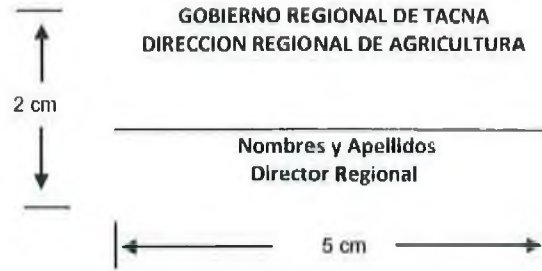 GOBIERNO REGIONAL DE TACNA
DIRECCION REGIONAL DE AGRICULTURA
2 cm
Nombres y Apellidos
Director Regional
5 cm